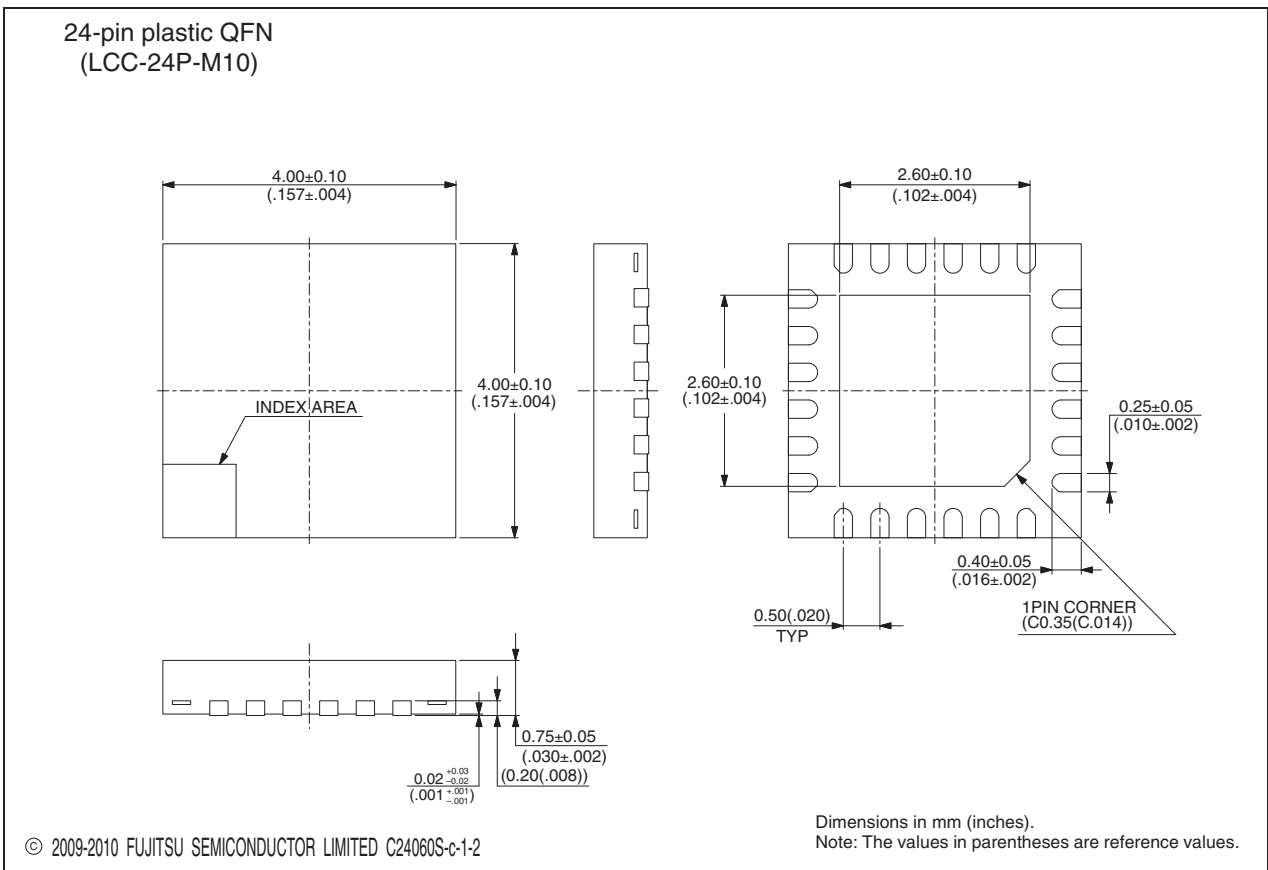 24-pin plastic QFN
(LCC-24P-M10)
4.00±0.10
(.157±.004)
2.60±0.10
(.102±.004)
4.00±0.10
(.157±.004)
INDEX AREA
2.60±0.10
(.102±.004)
0.25±0.05
(.010±.002)
0.40±0.05
(.016±.002)
0.50(.020)
TYP
1PIN CORNER
(C0.35(C.014))
0.75±0.05
(.030±.002)
0.02 +0.03 −0.02
(.001 +.001 −.001)
(0.20(.008))
Dimensions in mm (inches).
Note: The values in parentheses are reference values.
© 2009-2010 FUJITSU SEMICONDUCTOR LIMITED C24060S-c-1-2